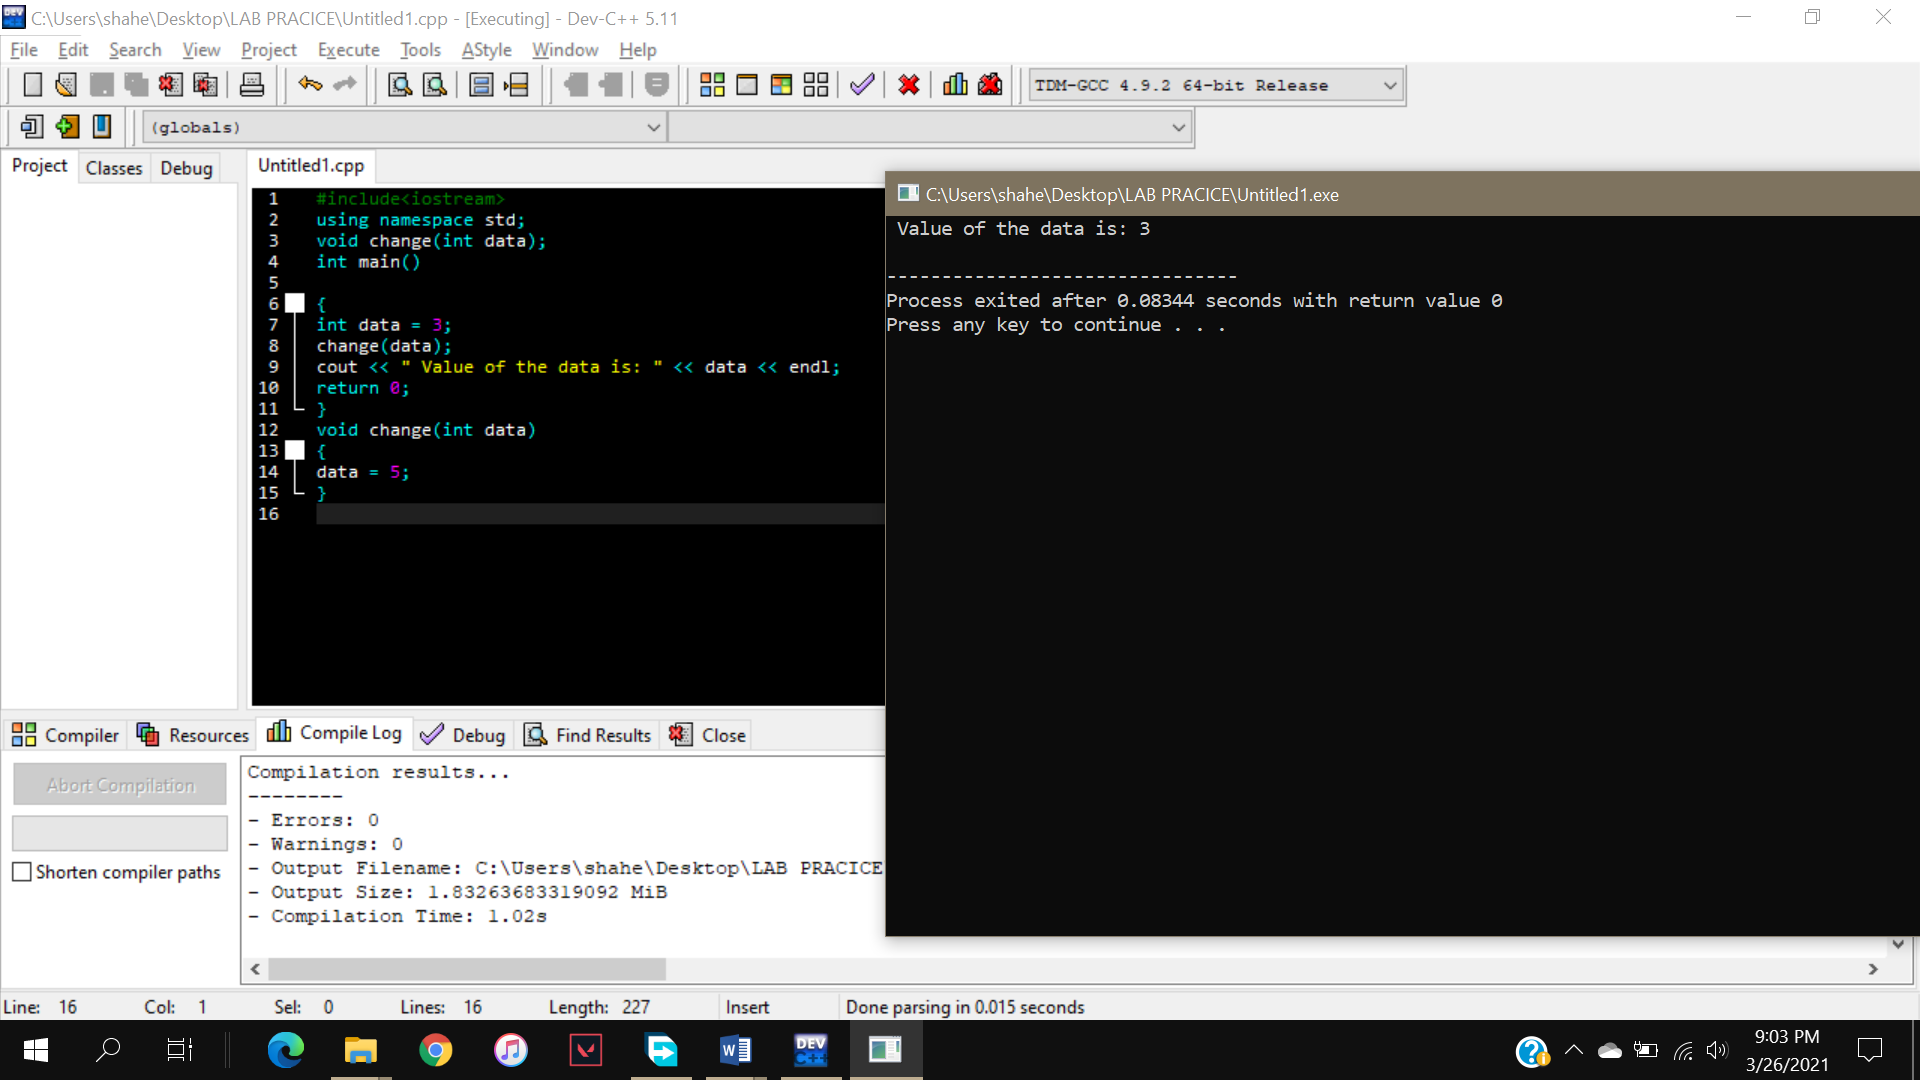 C:\Users\shahe\Desktop\LAB PRACICE\Untitled1.cpp - [Executing] - Dev-C++ 5.11
File Edit Search View Project Execute Tools AStyle Window Help
TDM-GCC 4.9.2 64-bit Release
(globals)
Project Classes Debug
Untitled1.cpp
1 #include<iostream>
2 using namespace std;
3 void change(int data);
4 int main()
5
6 {
7 int data = 3;
8 change(data);
9 cout << " Value of the data is: " << data << endl;
10 return 0;
11 }
12 void change(int data)
13 {
14 data = 5;
15 }
16
C:\Users\shahe\Desktop\LAB PRACICE\Untitled1.exe
Value of the data is: 3
--------------------------------
Process exited after 0.08344 seconds with return value 0
Press any key to continue . . .
Compiler Resources Compile Log Debug Find Results Close
Abort Compilation
Shorten compiler paths
Compilation results...
--------
- Errors: 0
- Warnings: 0
- Output Filename: C:\Users\shahe\Desktop\LAB PRACICE
- Output Size: 1.83263683319092 MiB
- Compilation Time: 1.02s
Line: 16 Col: 1 Sel: 0 Lines: 16 Length: 227 Insert Done parsing in 0.015 seconds
DEV
C++
9:03 PM
3/26/2021